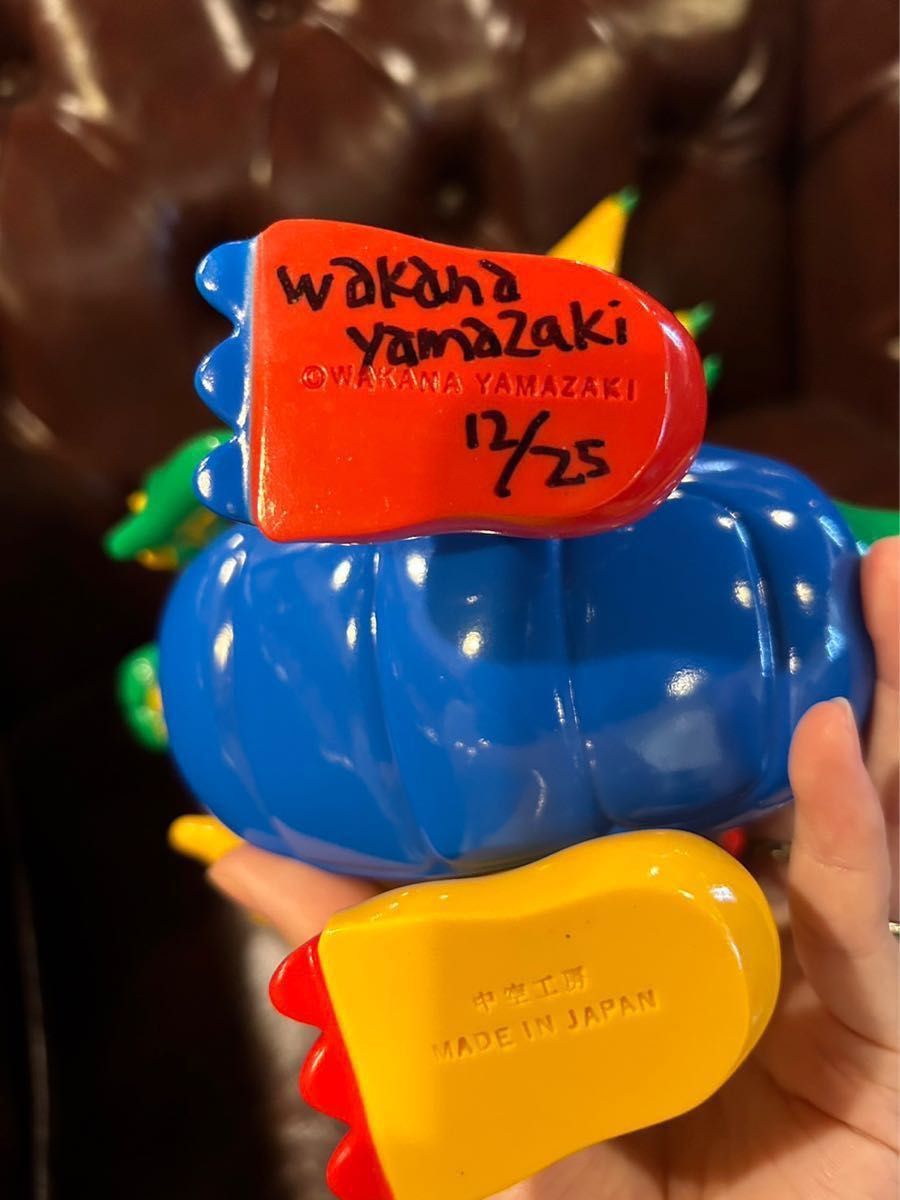 wakana
yamazaki
©WAKANA YAMAZAKI
12/25
中空工房
MADE IN JAPAN